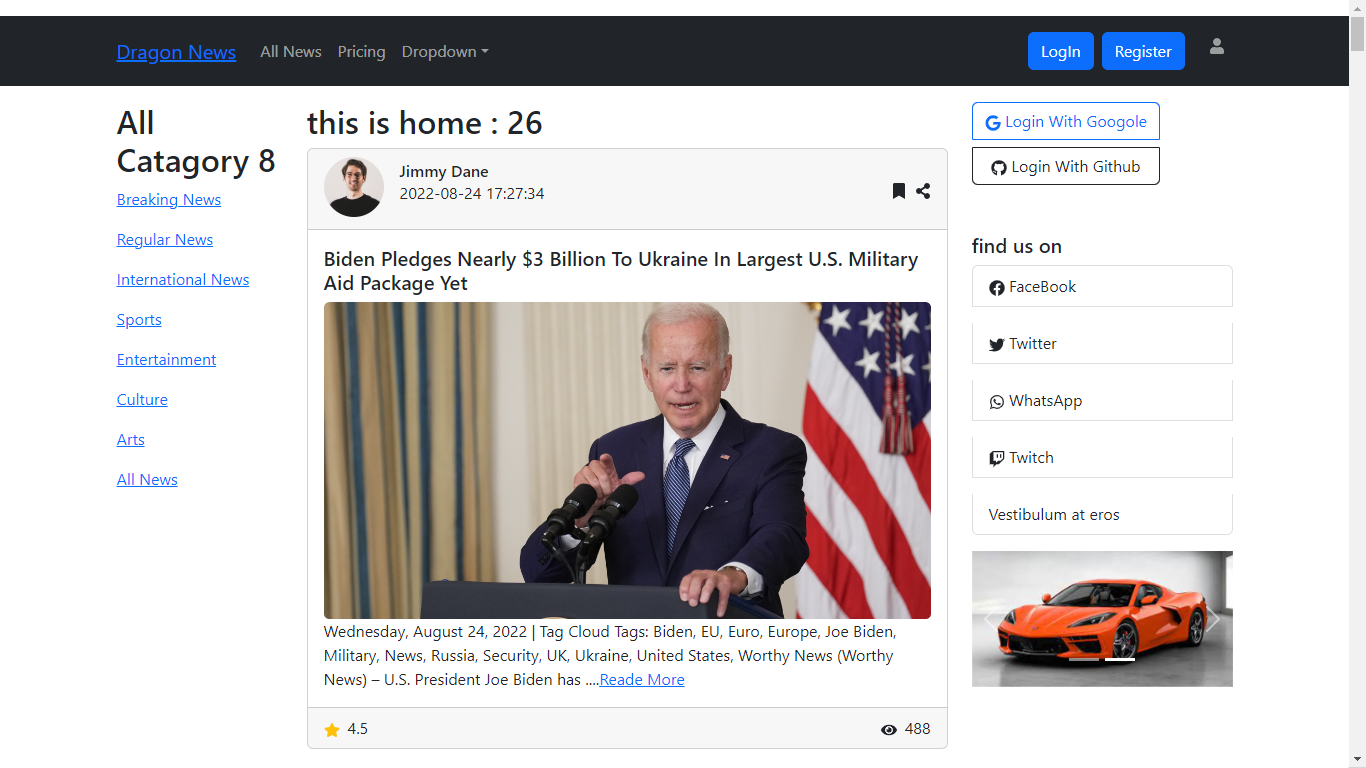 Dragon News
All News
Pricing
Dropdown
LogIn
Register
All
Catagory 8
Breaking News
Regular News
International News
Sports
Entertainment
Culture
Arts
All News
this is home : 26
Jimmy Dane
2022-08-24 17:27:34
Biden Pledges Nearly $3 Billion To Ukraine In Largest U.S. Military
Aid Package Yet
Wednesday, August 24, 2022 | Tag Cloud Tags: Biden, EU, Euro, Europe, Joe Biden,
Military, News, Russia, Security, UK, Ukraine, United States, Worthy News (Worthy
News) – U.S. President Joe Biden has ....Reade More
4.5
488
Login With Googole
Login With Github
find us on
FaceBook
Twitter
WhatsApp
Twitch
Vestibulum at eros